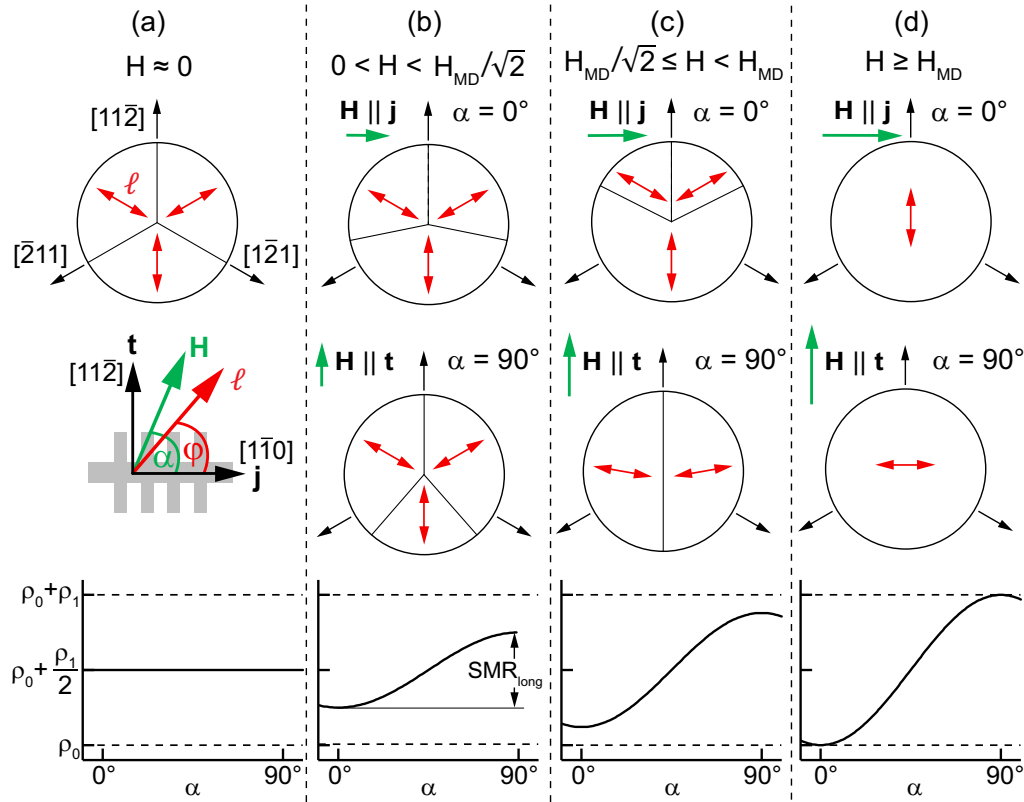 (a)
H ≈ 0
[112̄]
ℓ
[2̄11]
[12̄1]
t
H
[112̄]
ℓ
[11̄0]
α
φ
j
ρ₀+ρ₁
ρ₀+ρ₁/2
ρ₀
0°
90°
α
(b)
0 < H < H_MD/√2
H || j α = 0°
H || t α = 90°
SMR_long
0°
90°
α
(c)
H_MD/√2 ≤ H < H_MD
H || j α = 0°
H || t α = 90°
0°
90°
α
(d)
H ≥ H_MD
H || j α = 0°
H || t α = 90°
0°
90°
α